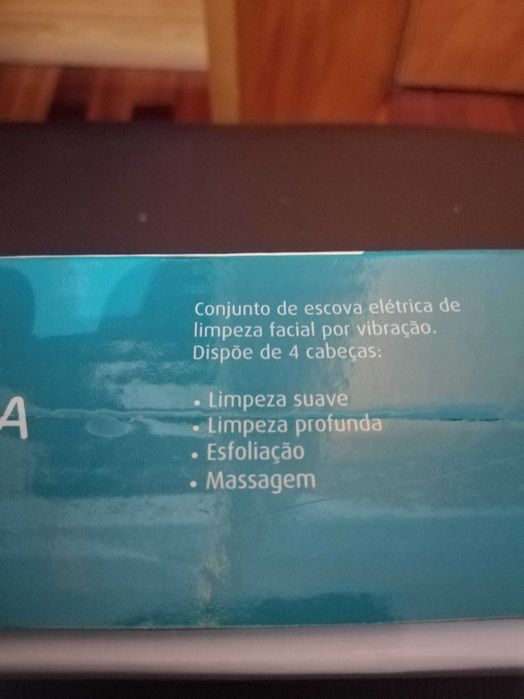 Conjunto de escova elétrica de
limpeza facial por vibração.
Dispõe de 4 cabeças:
• Limpeza suave
• Limpeza profunda
• Esfoliação
• Massagem
A